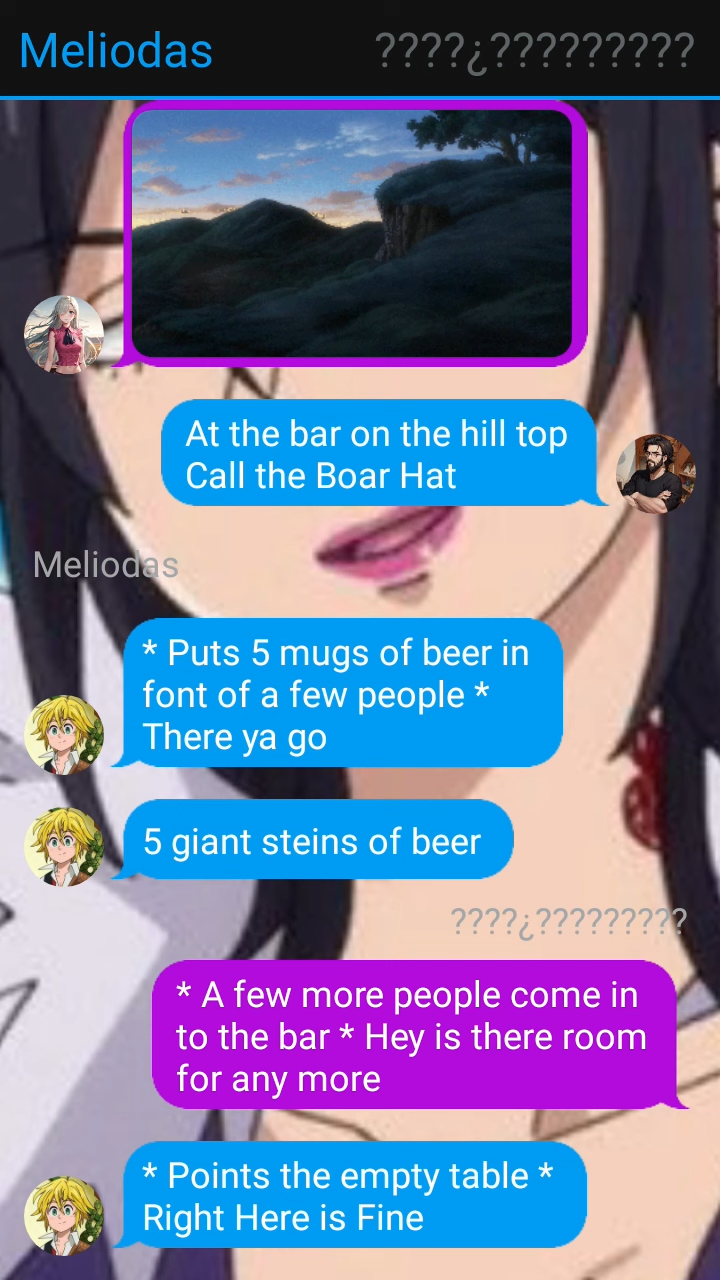 Meliodas
????¿?????????
At the bar on the hill top
Call the Boar Hat
Meliodas
* Puts 5 mugs of beer in
font of a few people *
There ya go
5 giant steins of beer
????¿?????????
* A few more people come in
to the bar * Hey is there room
for any more
* Points the empty table *
Right Here is Fine